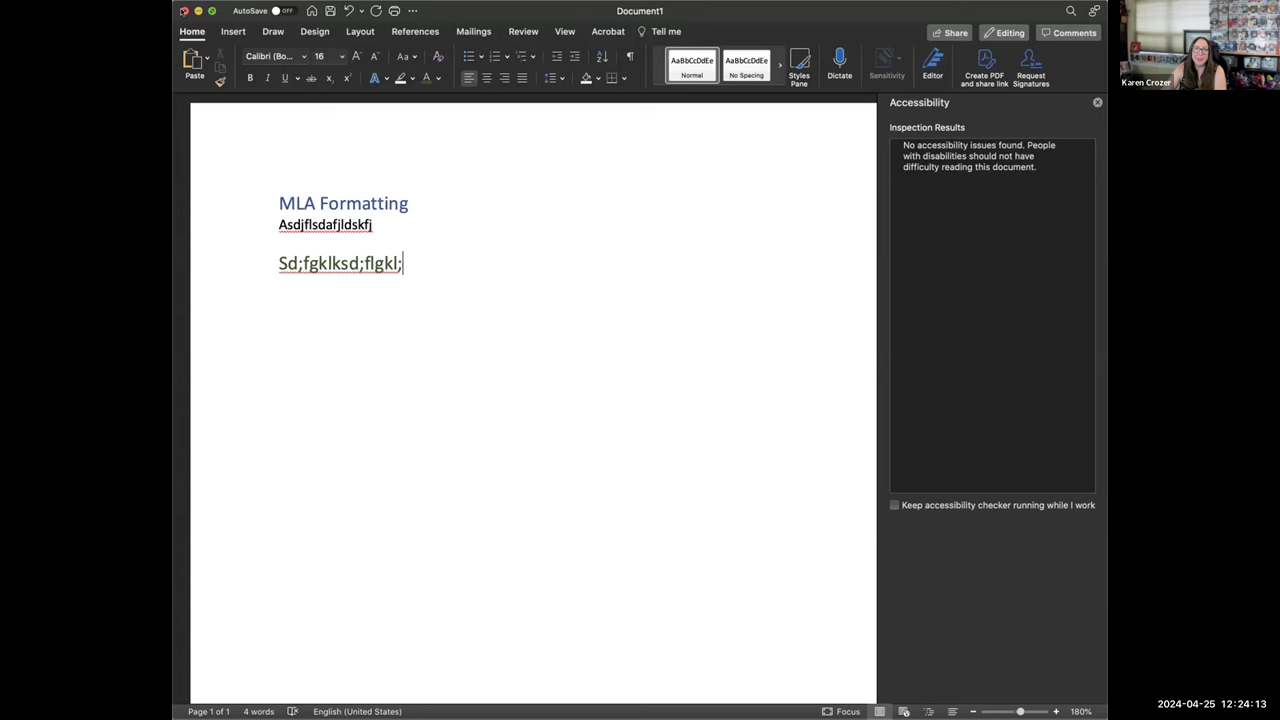 AutoSave OFF
Document1
Home Insert Draw Design Layout References Mailings Review View Acrobat Tell me
Share Editing Comments
Paste
Calibri (Bo... 16
AaBbCcDdEe
Normal
AaBbCcDdEe
No Spacing
Styles
Pane
Dictate
Sensitivity
Editor
Create PDF
and share link
Request
Signatures
Karen Crozer
Accessibility
Inspection Results
No accessibility issues found. People
with disabilities should not have
difficulty reading this document.
MLA Formatting
Asdjflsdafjldskfj
Sd;fgklksd;flgkl;
Keep accessibility checker running while I work
2024-04-25 12:24:13
Page 1 of 1 4 words English (United States) Focus 180%